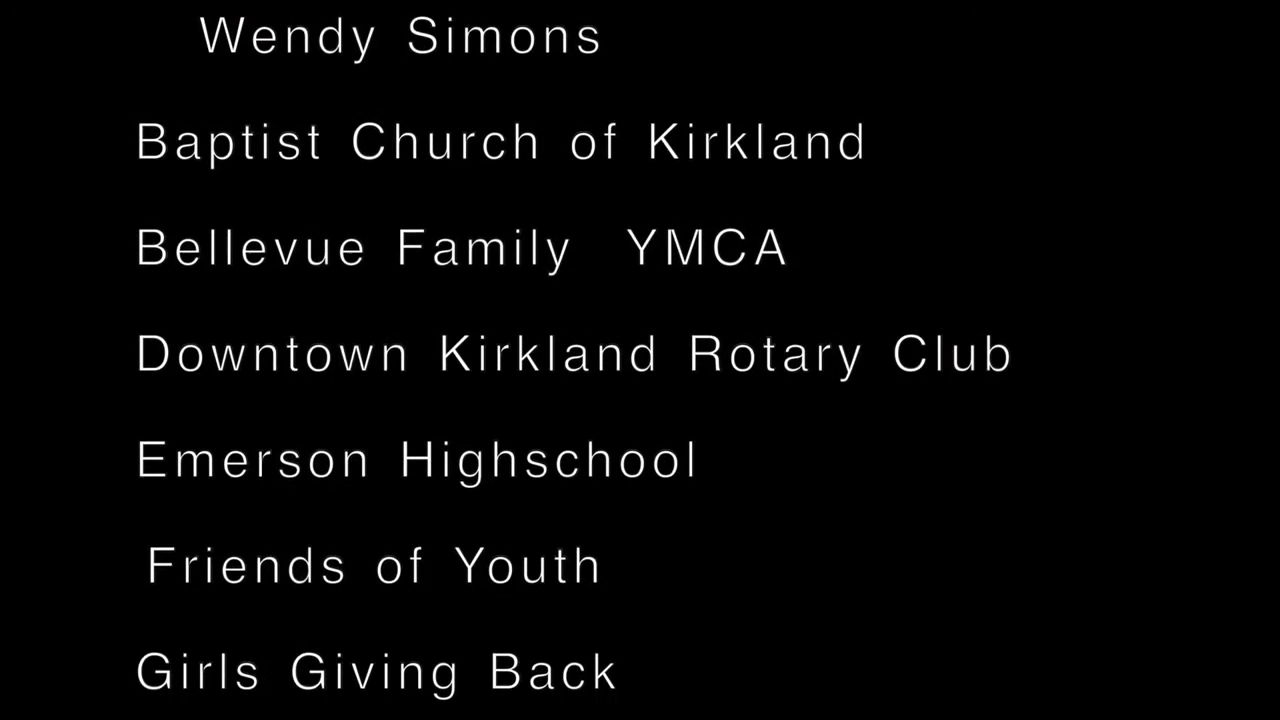 Wendy Simons
Baptist Church of Kirkland
Bellevue Family YMCA
Downtown Kirkland Rotary Club
Emerson Highschool
Friends of Youth
Girls Giving Back